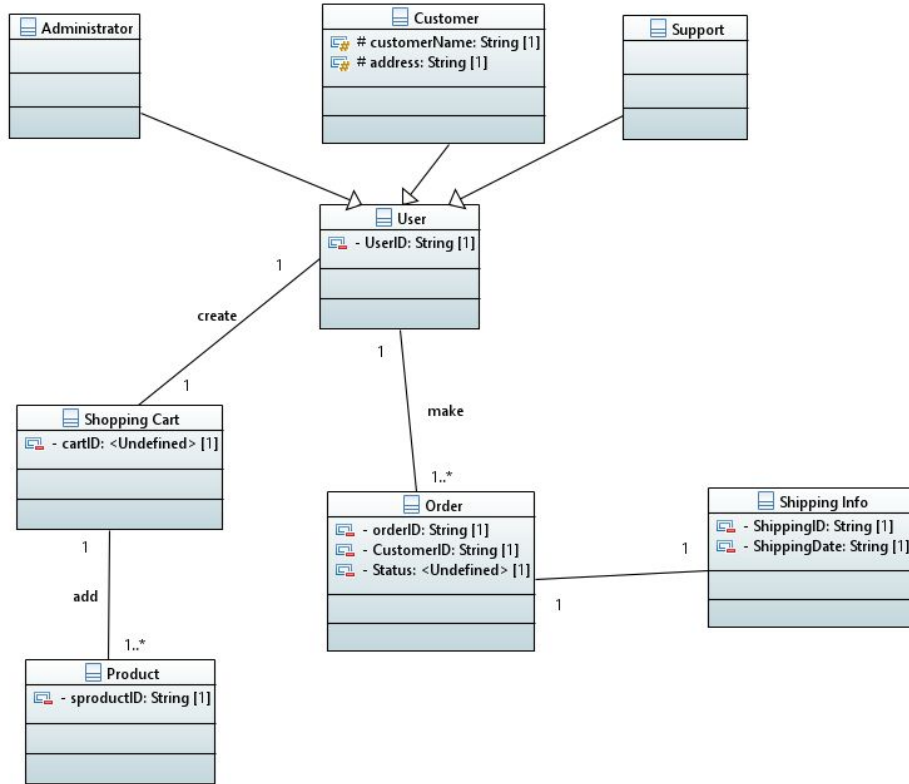 Administrator
Customer
# customerName: String [1]
# address: String [1]
Support
User
- UserID: String [1]
1
create
1
1
make
1..*
Shopping Cart
- cartID: <Undefined> [1]
1
add
1..*
Product
- sproductID: String [1]
Order
- orderID: String [1]
- CustomerID: String [1]
- Status: <Undefined> [1]
1
1
Shipping Info
- ShippingID: String [1]
- ShippingDate: String [1]